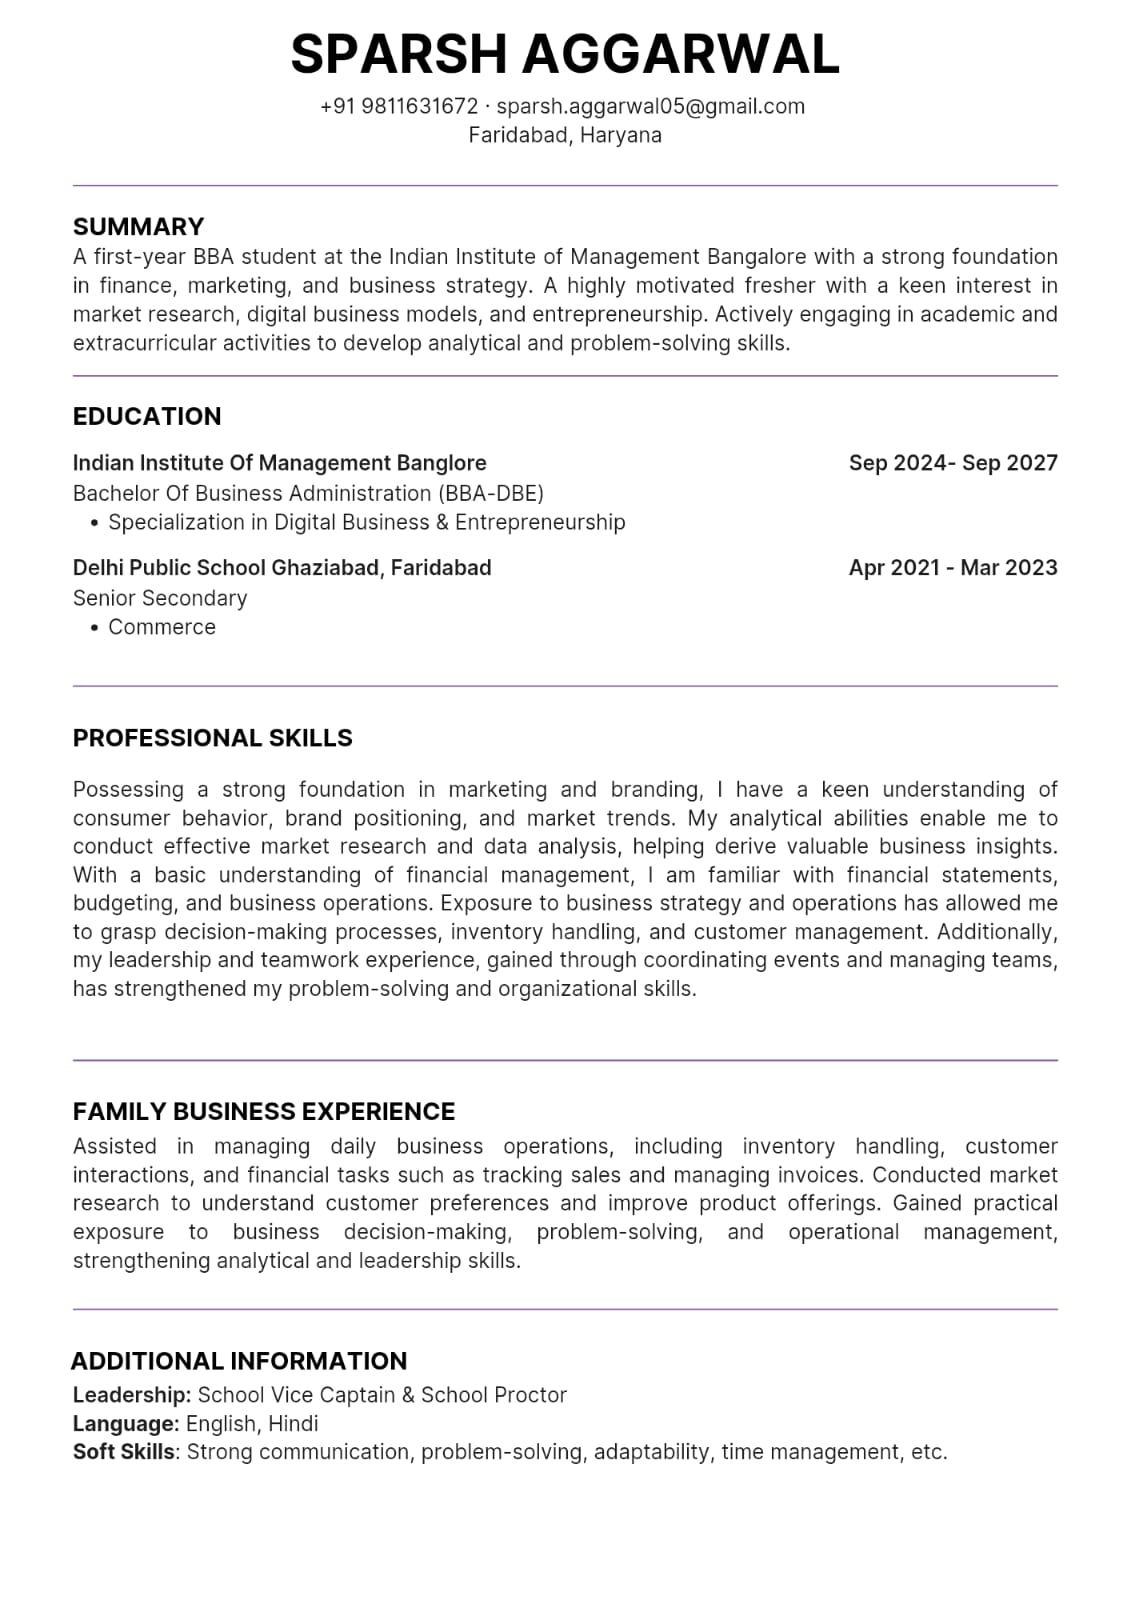 SPARSH AGGARWAL
+91 9811631672 · sparsh.aggarwal05@gmail.com
Faridabad, Haryana
SUMMARY
A first-year BBA student at the Indian Institute of Management Bangalore with a strong foundation
in finance, marketing, and business strategy. A highly motivated fresher with a keen interest in
market research, digital business models, and entrepreneurship. Actively engaging in academic and
extracurricular activities to develop analytical and problem-solving skills.
EDUCATION
Indian Institute Of Management Banglore Sep 2024- Sep 2027
Bachelor Of Business Administration (BBA-DBE)
• Specialization in Digital Business & Entrepreneurship
Delhi Public School Ghaziabad, Faridabad Apr 2021 - Mar 2023
Senior Secondary
• Commerce
PROFESSIONAL SKILLS
Possessing a strong foundation in marketing and branding, I have a keen understanding of
consumer behavior, brand positioning, and market trends. My analytical abilities enable me to
conduct effective market research and data analysis, helping derive valuable business insights.
With a basic understanding of financial management, I am familiar with financial statements,
budgeting, and business operations. Exposure to business strategy and operations has allowed me
to grasp decision-making processes, inventory handling, and customer management. Additionally,
my leadership and teamwork experience, gained through coordinating events and managing teams,
has strengthened my problem-solving and organizational skills.
FAMILY BUSINESS EXPERIENCE
Assisted in managing daily business operations, including inventory handling, customer
interactions, and financial tasks such as tracking sales and managing invoices. Conducted market
research to understand customer preferences and improve product offerings. Gained practical
exposure to business decision-making, problem-solving, and operational management,
strengthening analytical and leadership skills.
ADDITIONAL INFORMATION
Leadership: School Vice Captain & School Proctor
Language: English, Hindi
Soft Skills: Strong communication, problem-solving, adaptability, time management, etc.